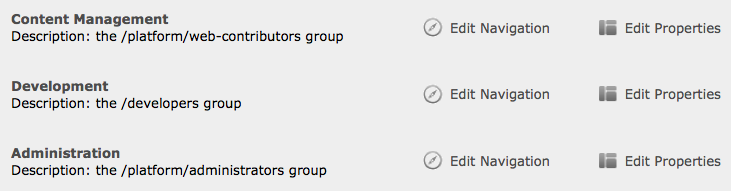 Content Management
Description: the /platform/web-contributors group
Edit Navigation
Edit Properties
Development
Description: the /developers group
Edit Navigation
Edit Properties
Administration
Description: the /platform/administrators group
Edit Navigation
Edit Properties